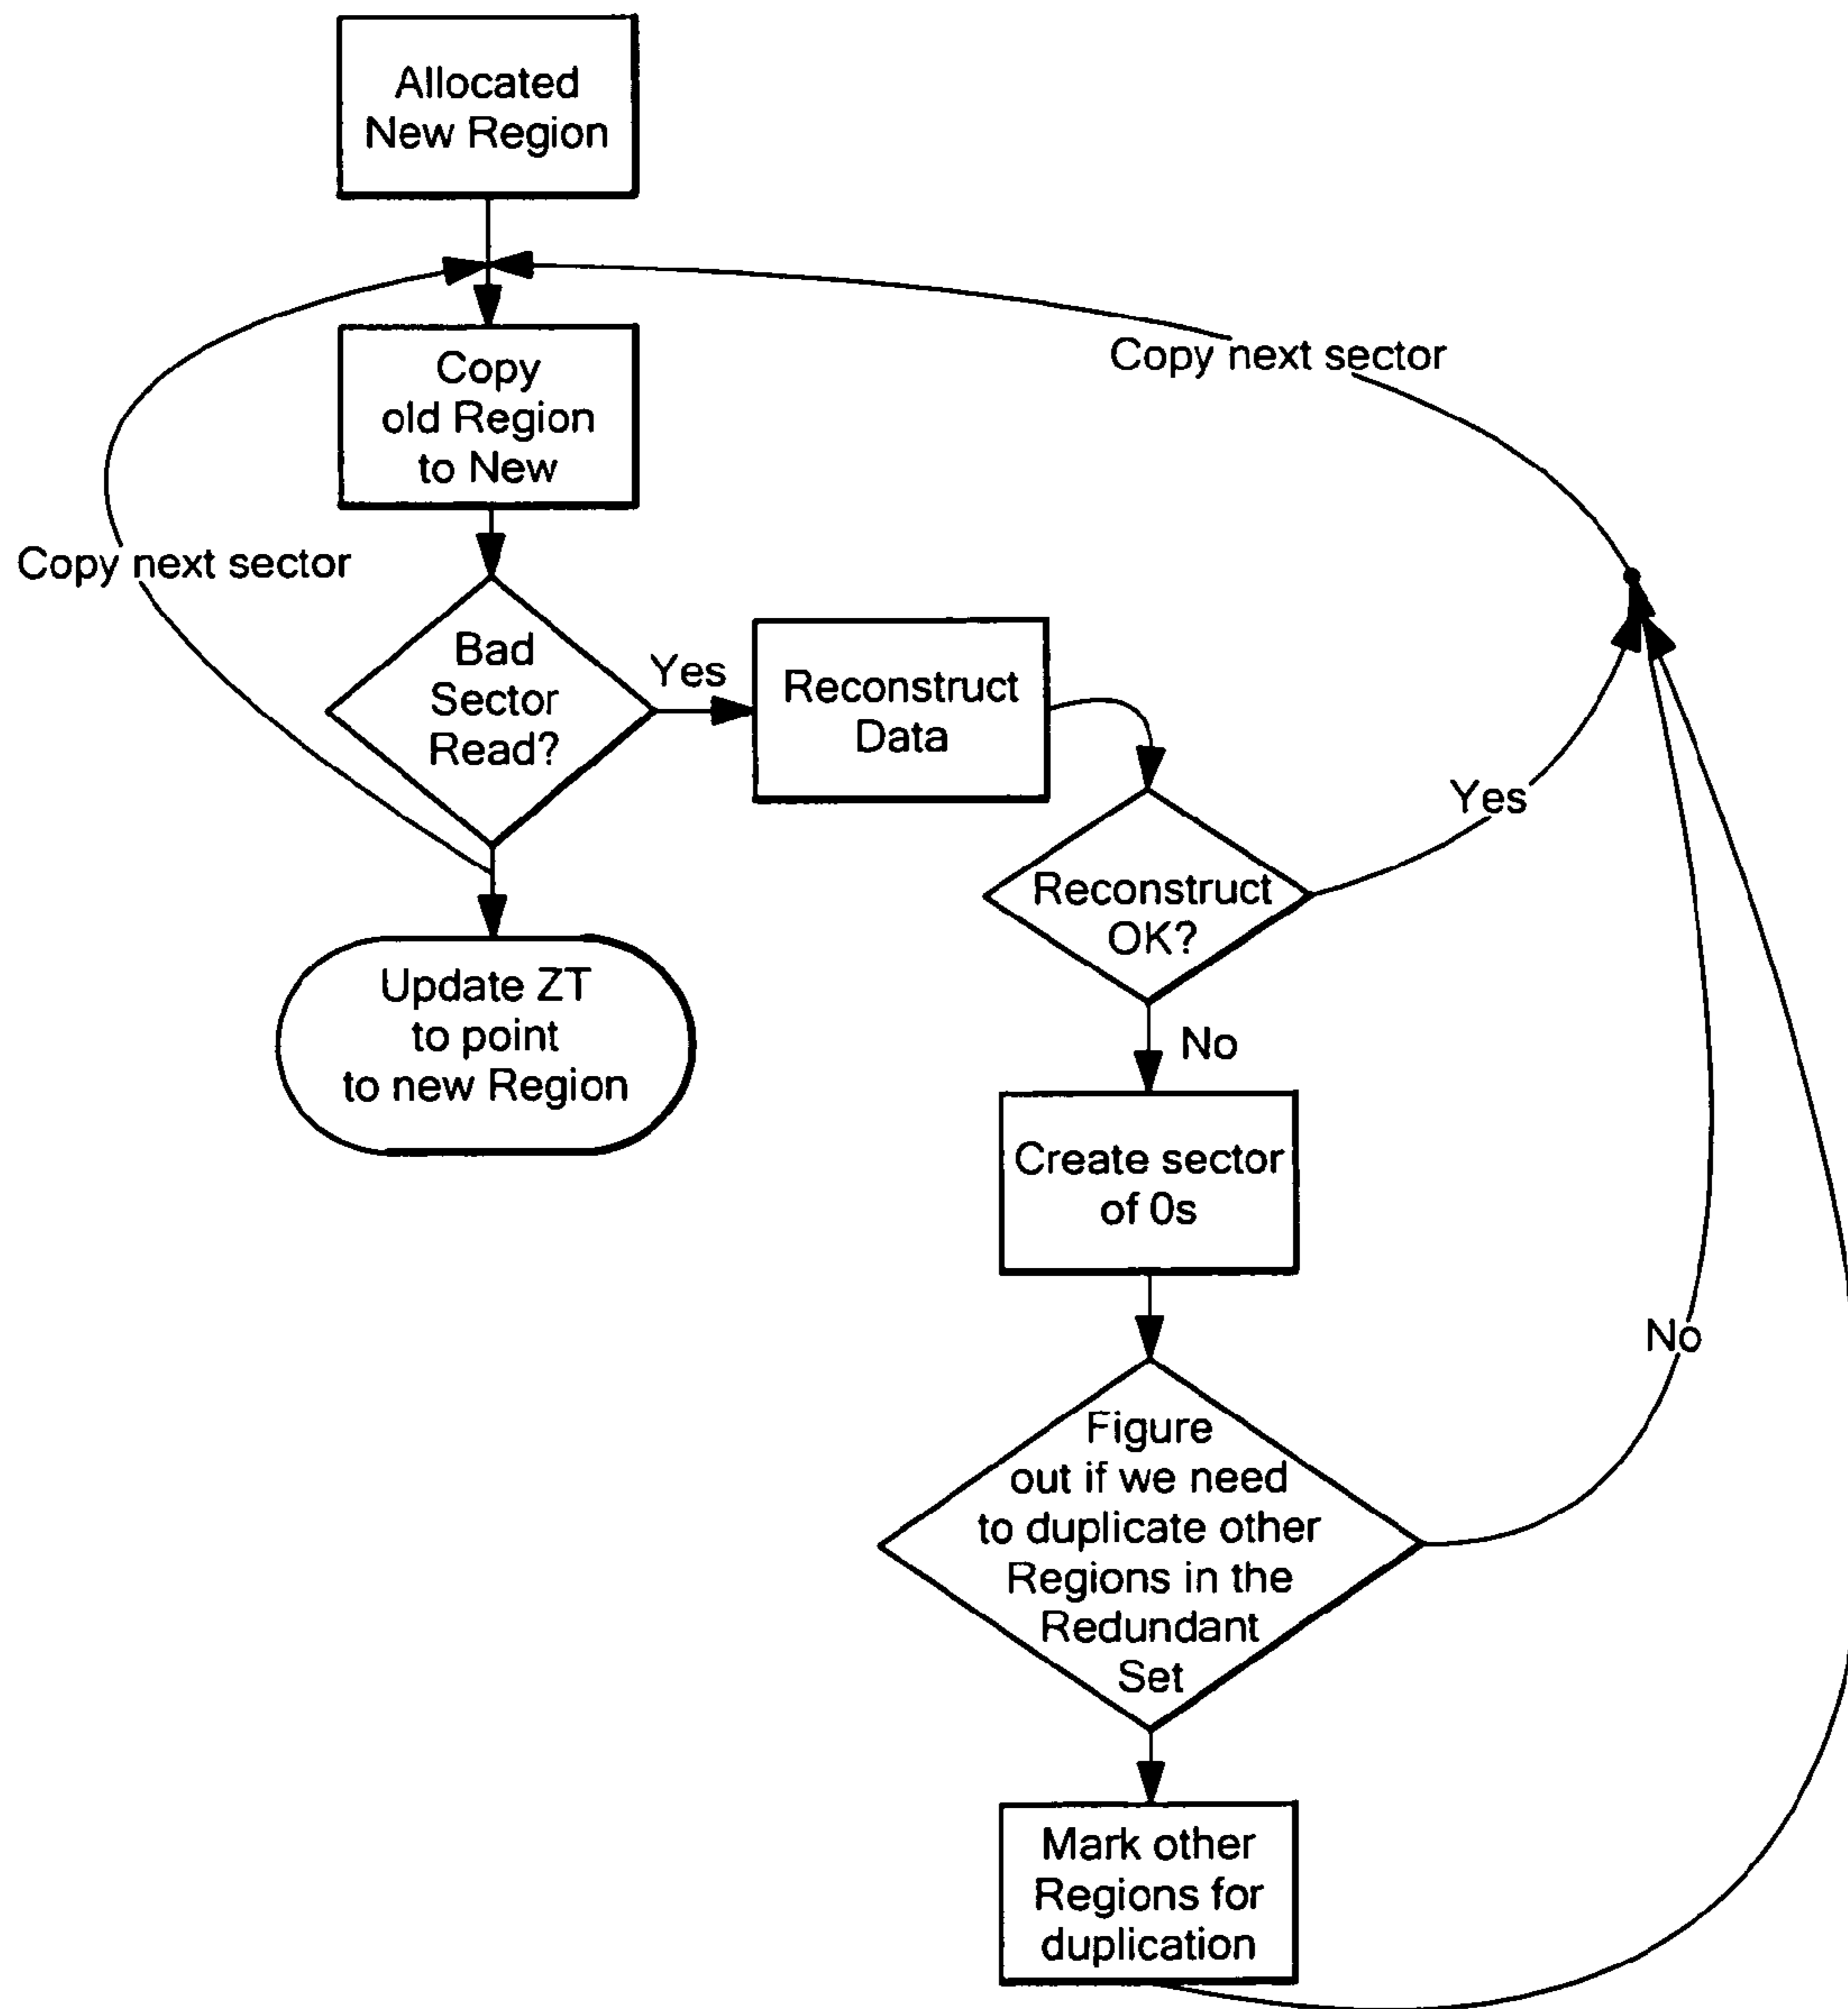 Allocated
New Region
Copy
old Region
to New
Copy next sector
Copy next sector
Bad
Sector
Read?
Yes
Reconstruct
Data
Reconstruct
OK?
Yes
Update ZT
to point
to new Region
No
Create sector
of 0s
No
Figure
out if we need
to duplicate other
Regions in the
Redundant
Set
Mark other
Regions for
duplication